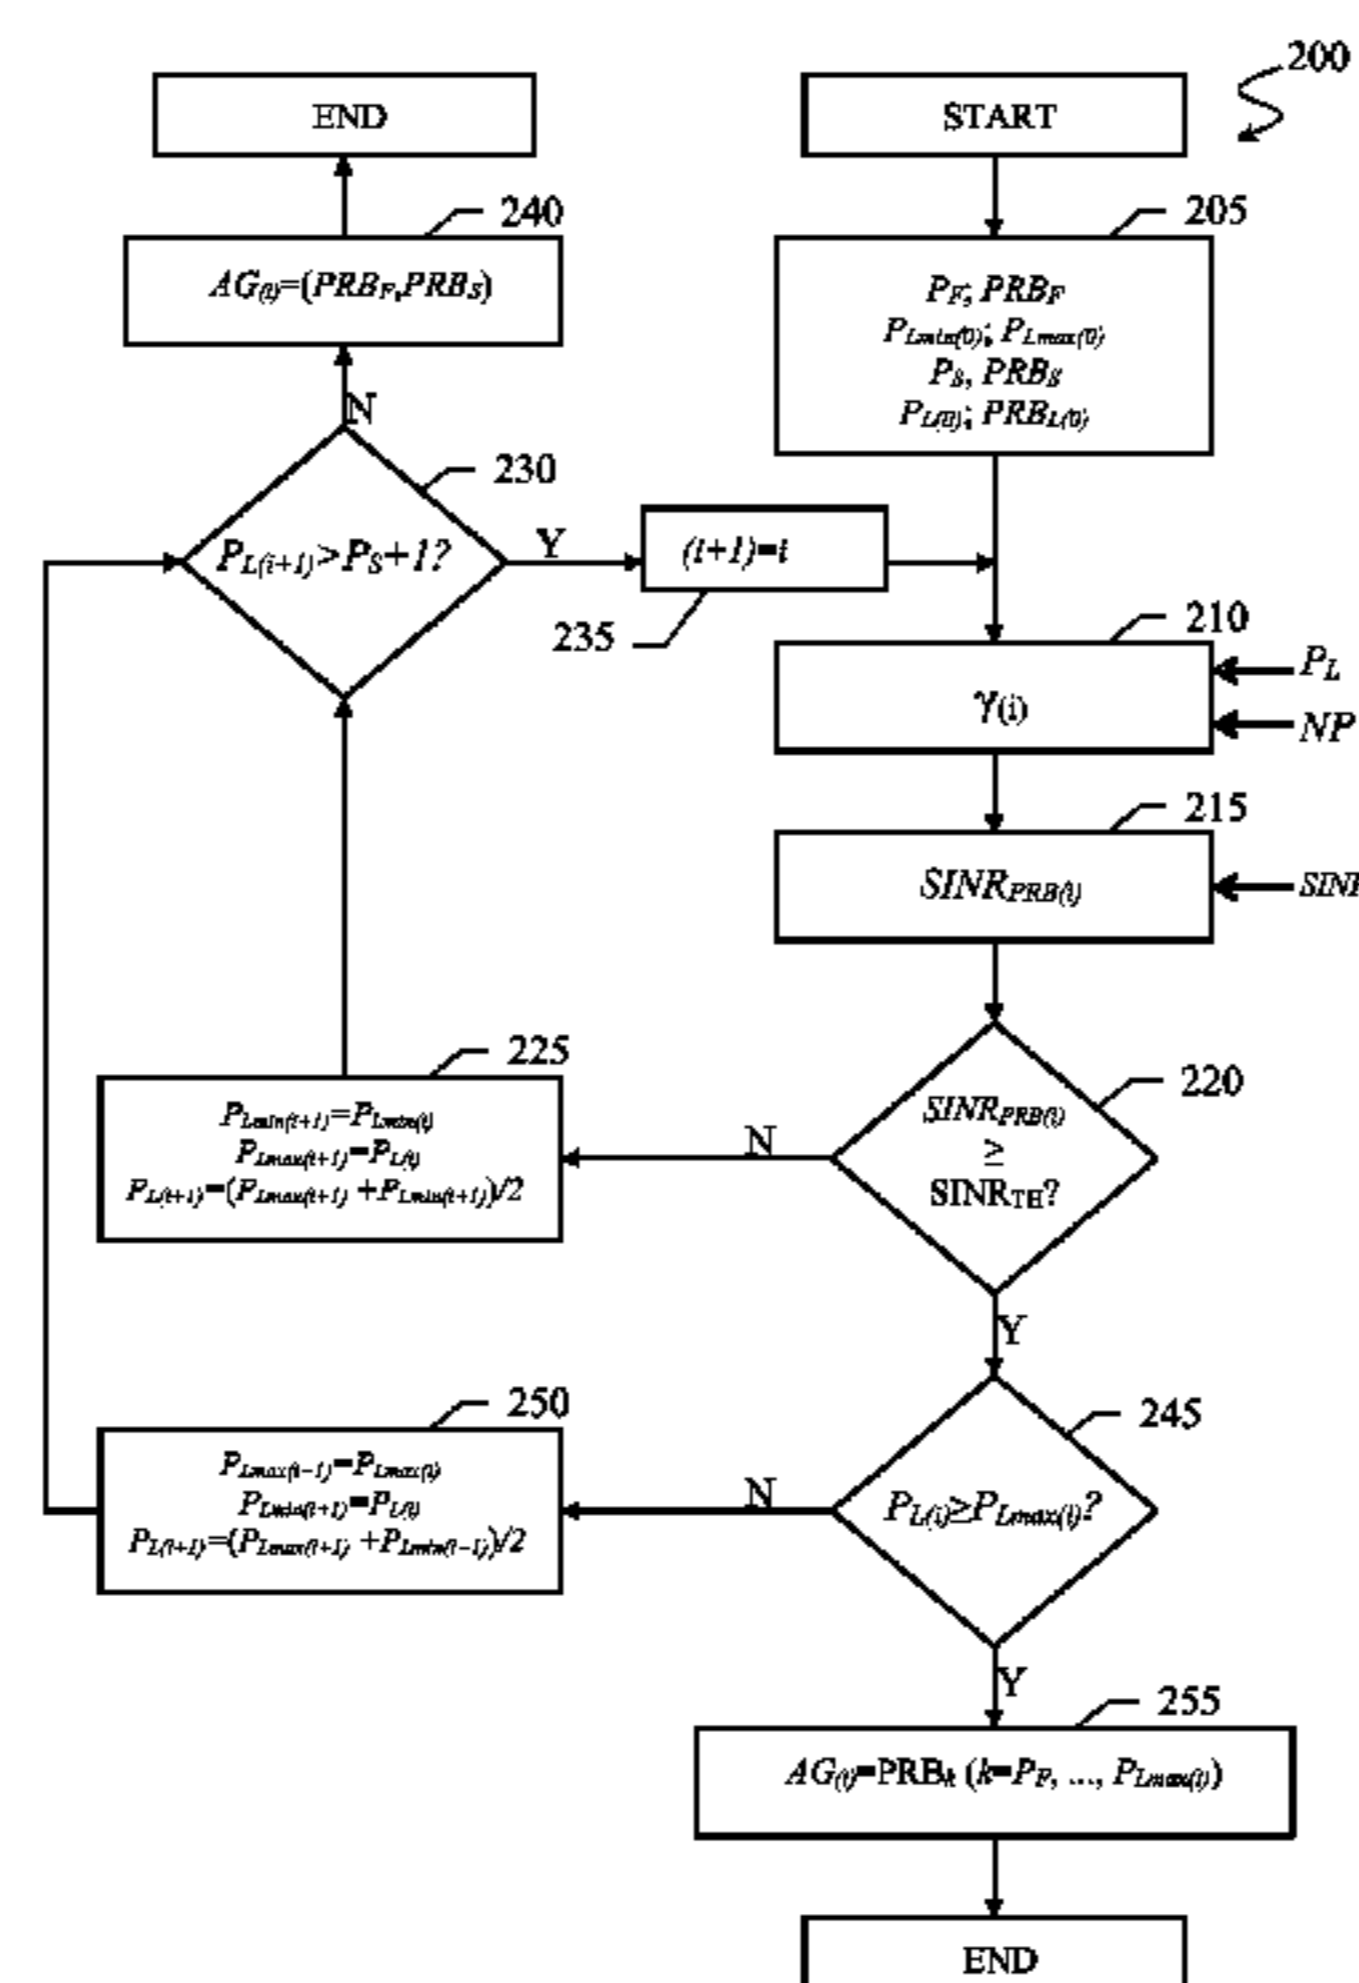 200
END
START
240
205
AG(i)=(PRBF,PRBS)
PF; PRBF
PLmin(0); PLmax(0)
PS, PRBS
PL(0); PRBL(0)
N
230
PL(i+1)>PS+1?
Y
(i+1)=i
235
210
γ(i)
PL
NP
215
SINRPRB(i)
225
PLmin(i+1)=PLmin(i)
PLmax(i+1)=PL(i)
PL(i+1)=(PLmax(i+1) +PLmin(i+1))/2
N
220
SINRPRB(i)
≥
SINRTH?
Y
250
PLmax(i+1)=PLmax(i)
PLmin(i+1)=PL(i)
PL(i+1)=(PLmax(i+1) +PLmin(i+1))/2
N
245
PL(i)≥PLmax(i)?
Y
255
AG(i)=PRBk (k=PF, ..., PLmax(i))
END